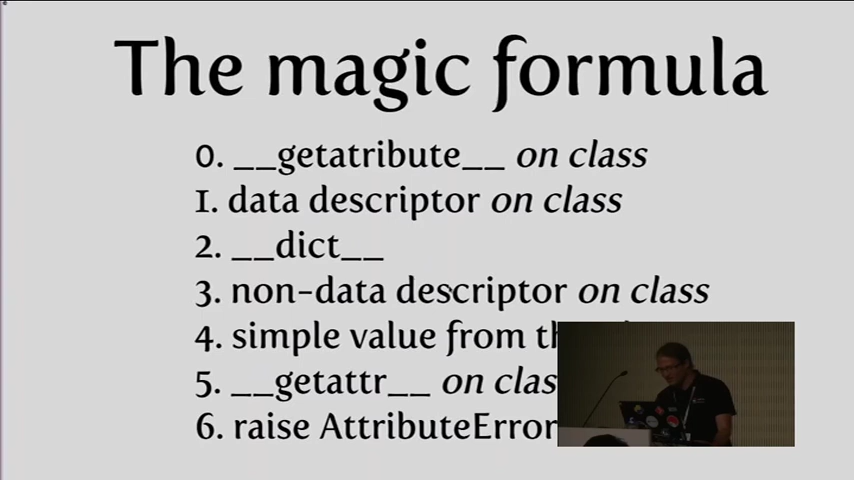 The magic formula
0. __getatribute__ on class
1. data descriptor on class
2. __dict__
3. non-data descriptor on class
4. simple value from
5. __getattr__ on
6. raise AttributeError